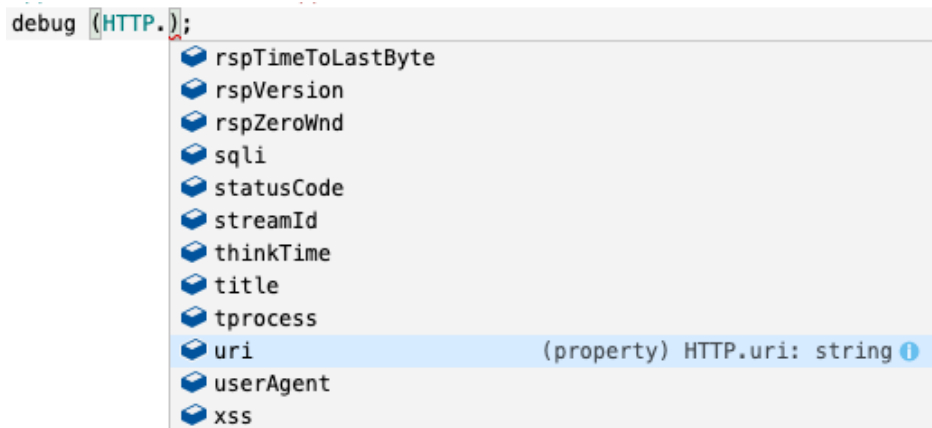 debug (HTTP.);
rspTimeToLastByte
rspVersion
rspZeroWnd
sqli
statusCode
streamId
thinkTime
title
tprocess
uri (property) HTTP.uri: string
userAgent
xss